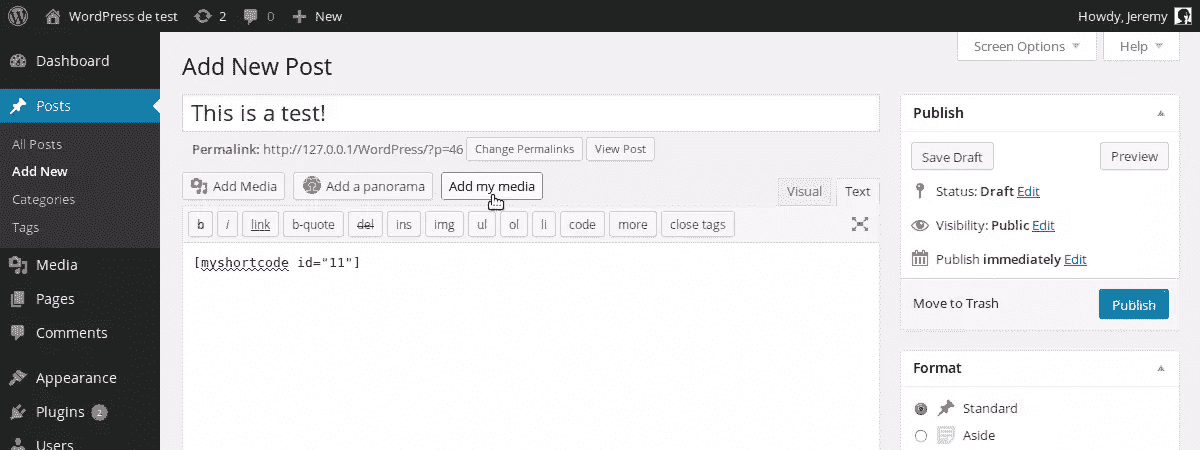 WordPress de test 2 0 New Howdy, Jeremy
Screen Options Help
Dashboard
Posts
All Posts
Add New
Categories
Tags
Media
Pages
Comments
Appearance
Plugins 2
Users
Add New Post
This is a test!
Permalink: http://127.0.0.1/WordPress/?p=46 Change Permalinks View Post
Add Media Add a panorama Add my media Visual Text
b i link b-quote del ins img ul ol li code more close tags
[myshortcode id="11"]
Publish
Save Draft Preview
Status: Draft Edit
Visibility: Public Edit
Publish immediately Edit
Move to Trash Publish
Format
Standard
Aside